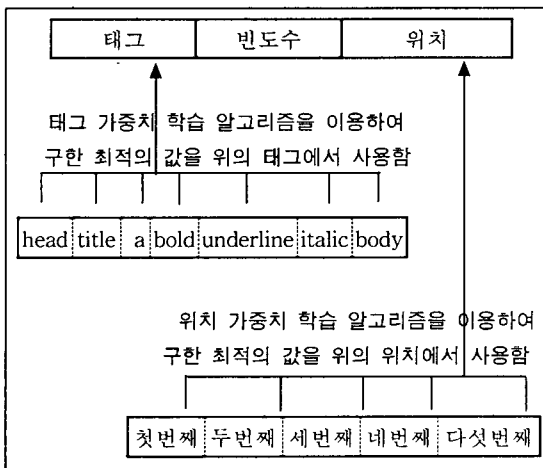 태그 빈도수 위치
태그 가중치 학습 알고리즘을 이용하여
구한 최적의 값을 위의 태그에서 사용함
head title a bold underline italic body
위치 가중치 학습 알고리즘을 이용하여
구한 최적의 값을 위의 위치에서 사용함
첫번째 두번째 세번째 네번째 다섯번째